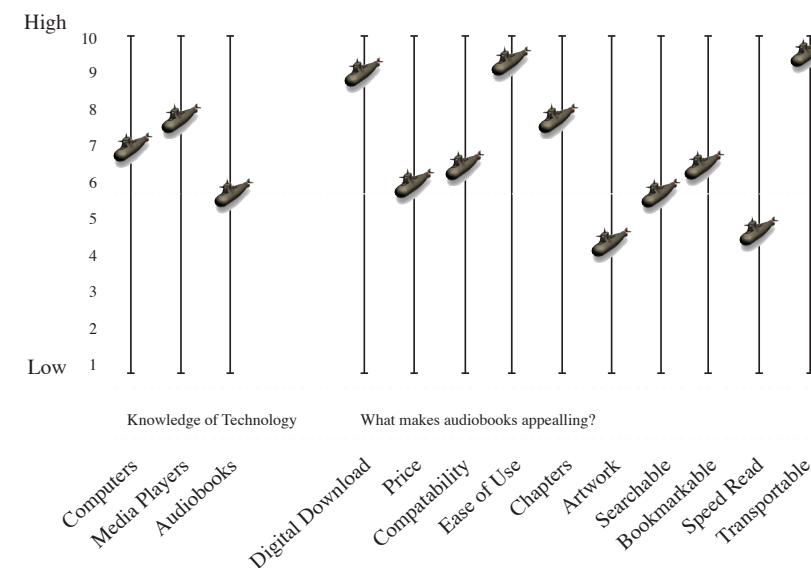 High
10
9
8
7
6
5
4
3
2
1
Low
Knowledge of Technology
What makes audiobooks appealling?
Computers
Media Players
Audiobooks
Digital Download
Price
Compatability
Ease of Use
Chapters
Artwork
Searchable
Bookmarkable
Speed Read
Transportable